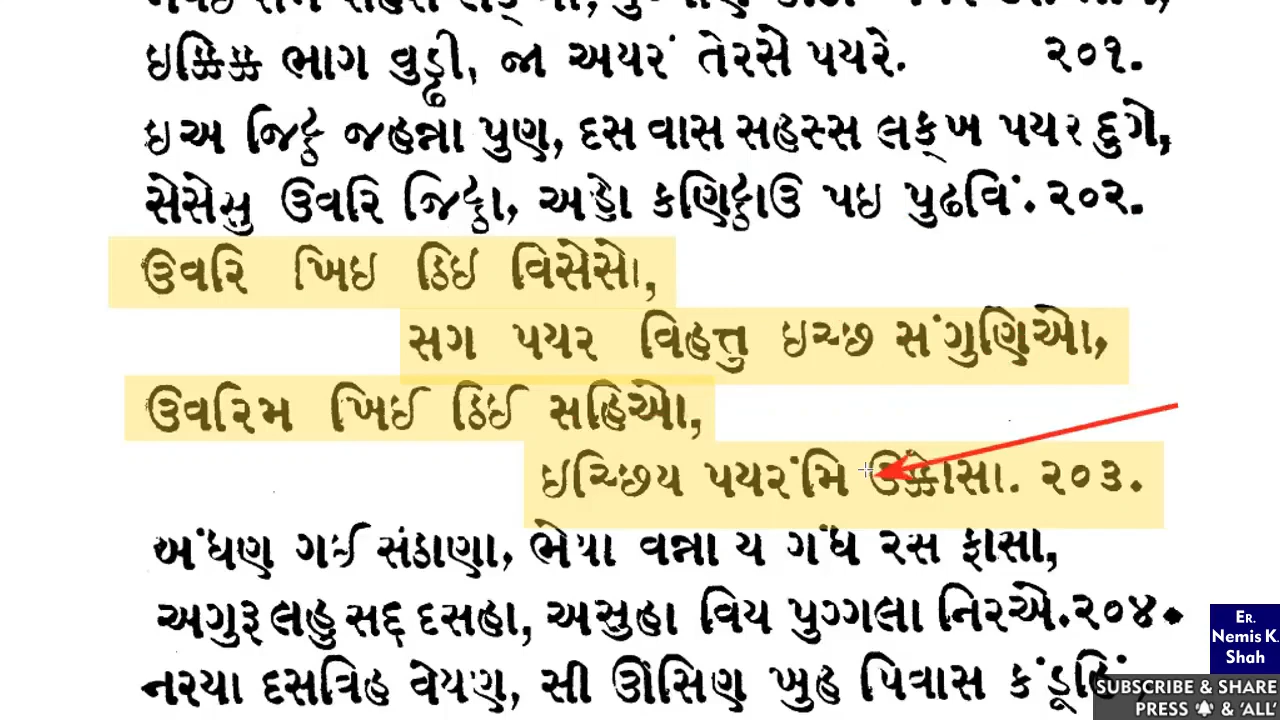 ઇક્કિક્ક ભાગ વુડ્ઢી, જા અયરં તેરસે પયરે. ૨૦૧.
ઇઅ જિટ્ઠ જહન્ના પુણ, દસ વાસ સહસ્સ લક્ખ પયર દુગે,
સેસેસુ ઉવરિ જિટ્ઠા, અહો કણિટ્ઠાઉ પઇ પુઢવિં. ૨૦૨.
ઉવરિ ખિઇ ઠિઇ વિસેસો,
સગ પયર વિહત્તુ ઇચ્છ સંગુણિઓ,
ઉવરિમ ખિઈ ઠિઈ સહિઓ,
ઇચ્છિય પયરંમિ ઉક્કોસા. ૨૦૩.
બંધણ ગઈ સંઠાણા, ભેયા વન્ના ય ગંધ રસ ફાસા,
અગુરૂ લહુ સદ્દ દસહા, અસુહા વિય પુગ્ગલા નિરએ. ૨૦૪.
નરયા દસવિહ વેયણ, સી ઊસિણ ખુહ પિવાસ કંડૂહિં,
ER.
Nemis K.
Shah
SUBSCRIBE & SHARE
PRESS & 'ALL'